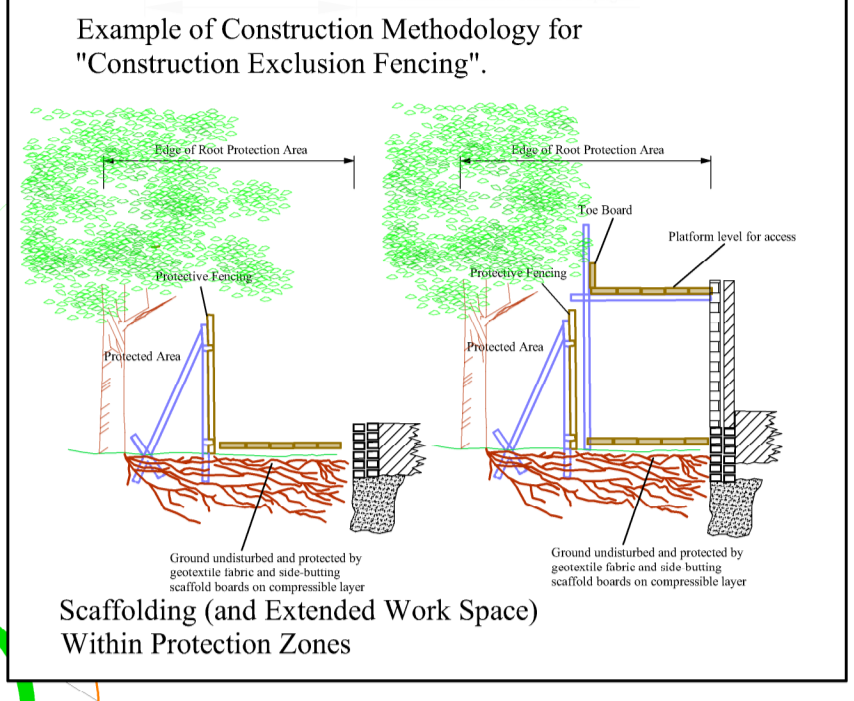 Example of Construction Methodology for
"Construction Exclusion Fencing".
Edge of Root Protection Area
Protective Fencing
Protected Area
Ground undisturbed and protected by
geotextile fabric and side-butting
scaffold boards on compressible layer
Edge of Root Protection Area
Toe Board
Platform level for access
Protective Fencing
Protected Area
Ground undisturbed and protected by
geotextile fabric and side-butting
scaffold boards on compressible layer
Scaffolding (and Extended Work Space)
Within Protection Zones